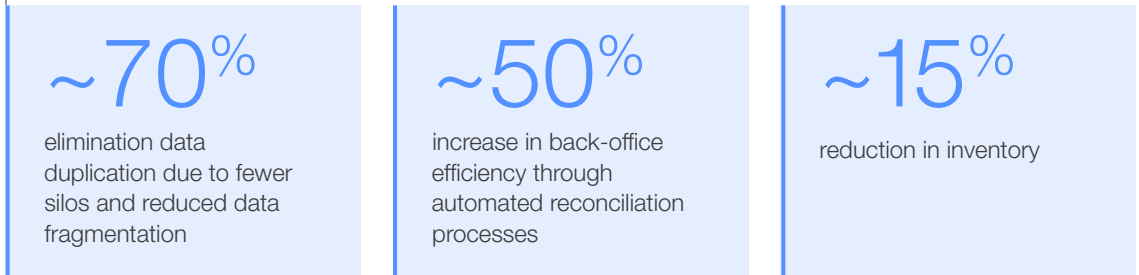 ~70%
elimination data
duplication due to fewer
silos and reduced data
fragmentation
~50%
increase in back-office
efficiency through
automated reconciliation
processes
~15%
reduction in inventory